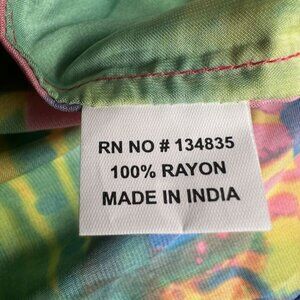 RN NO # 134835
100% RAYON
MADE IN INDIA